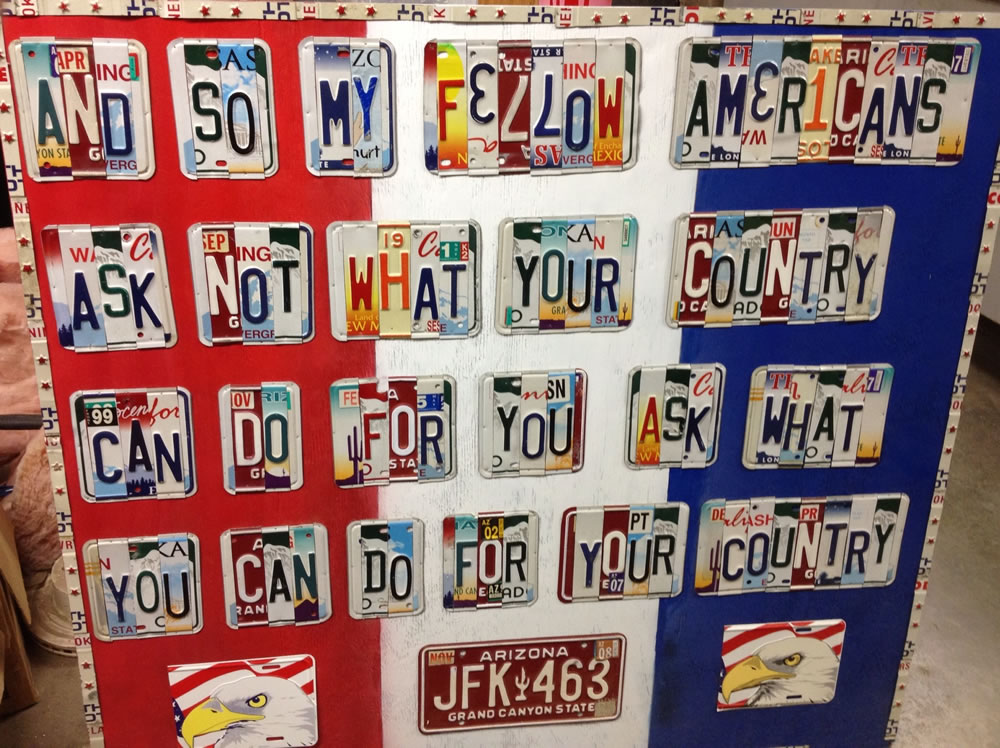 AND SO MY FELLOW AMERICANS
ASK NOT WHAT YOUR COUNTRY
CAN DO FOR YOU ASK WHAT
YOU CAN DO FOR YOUR COUNTRY
ARIZONA
JFK 463
GRAND CANYON STATE